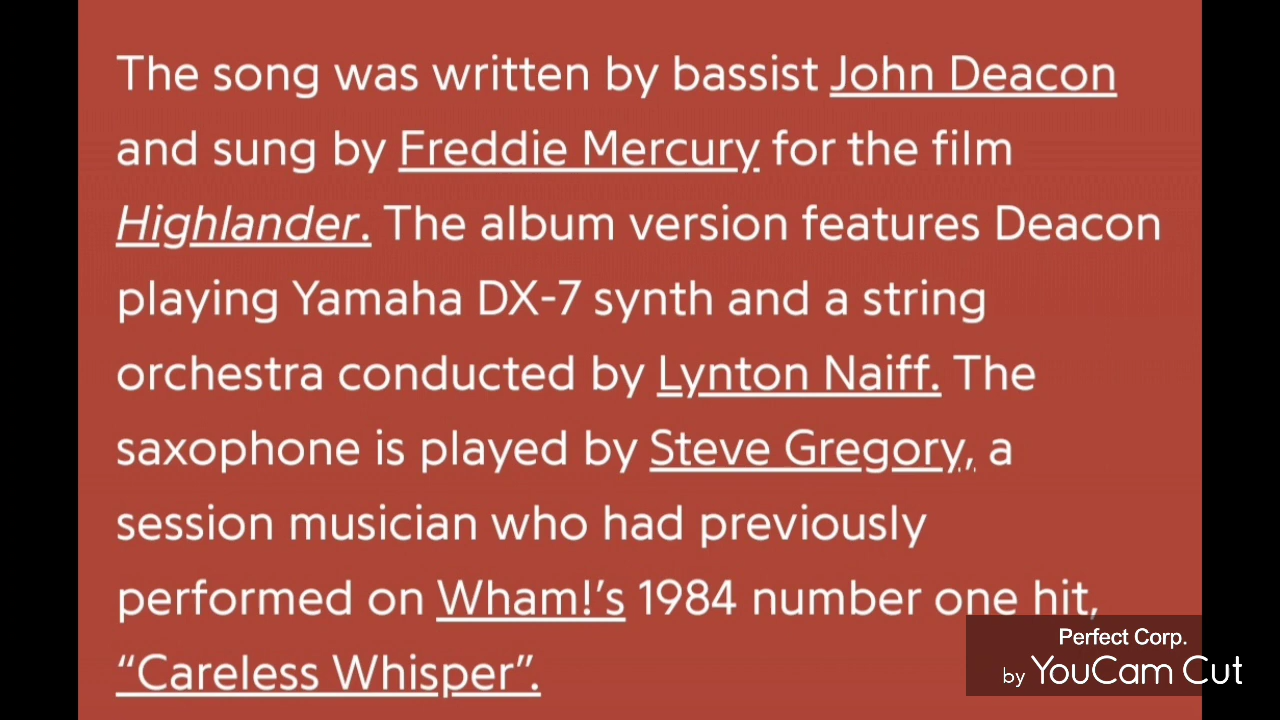 The song was written by bassist John Deacon
and sung by Freddie Mercury for the film
Highlander. The album version features Deacon
playing Yamaha DX-7 synth and a string
orchestra conducted by Lynton Naiff. The
saxophone is played by Steve Gregory, a
session musician who had previously
performed on Wham!’s 1984 number one hit,
“Careless Whisper”.
Perfect Corp.
by YouCam Cut